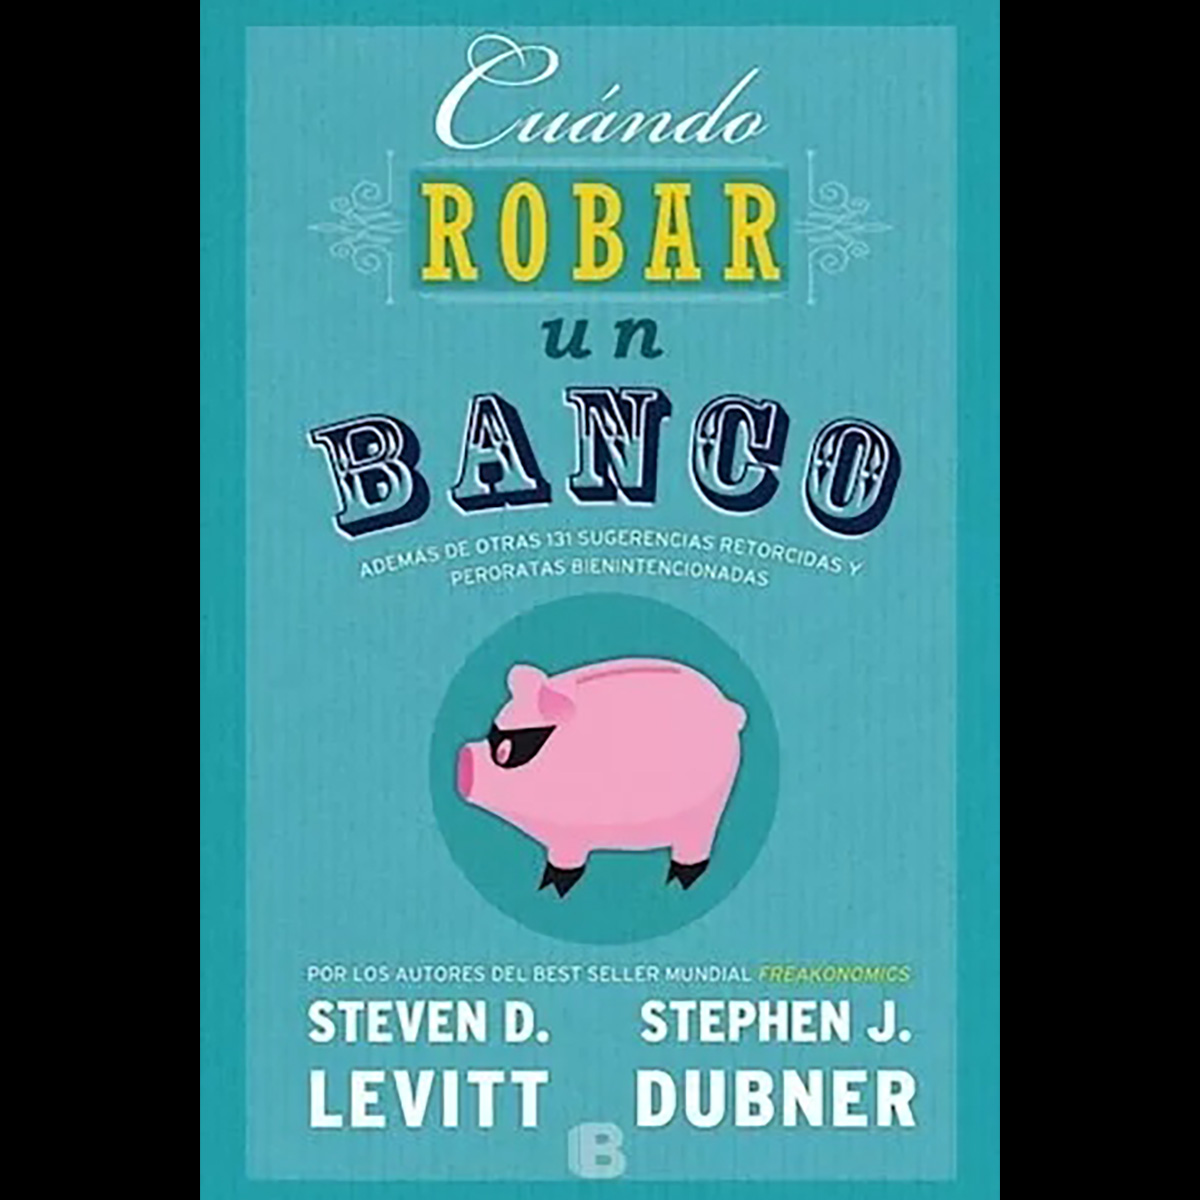 Cuándo
ROBAR
un
BANCO
ADEMÁS DE OTRAS 131 SUGERENCIAS RETORCIDAS Y
PERORATAS BIENINTENCIONADAS
POR LOS AUTORES DEL BEST SELLER MUNDIAL FREAKONOMICS
STEVEN D. STEPHEN J.
LEVITT DUBNER
B